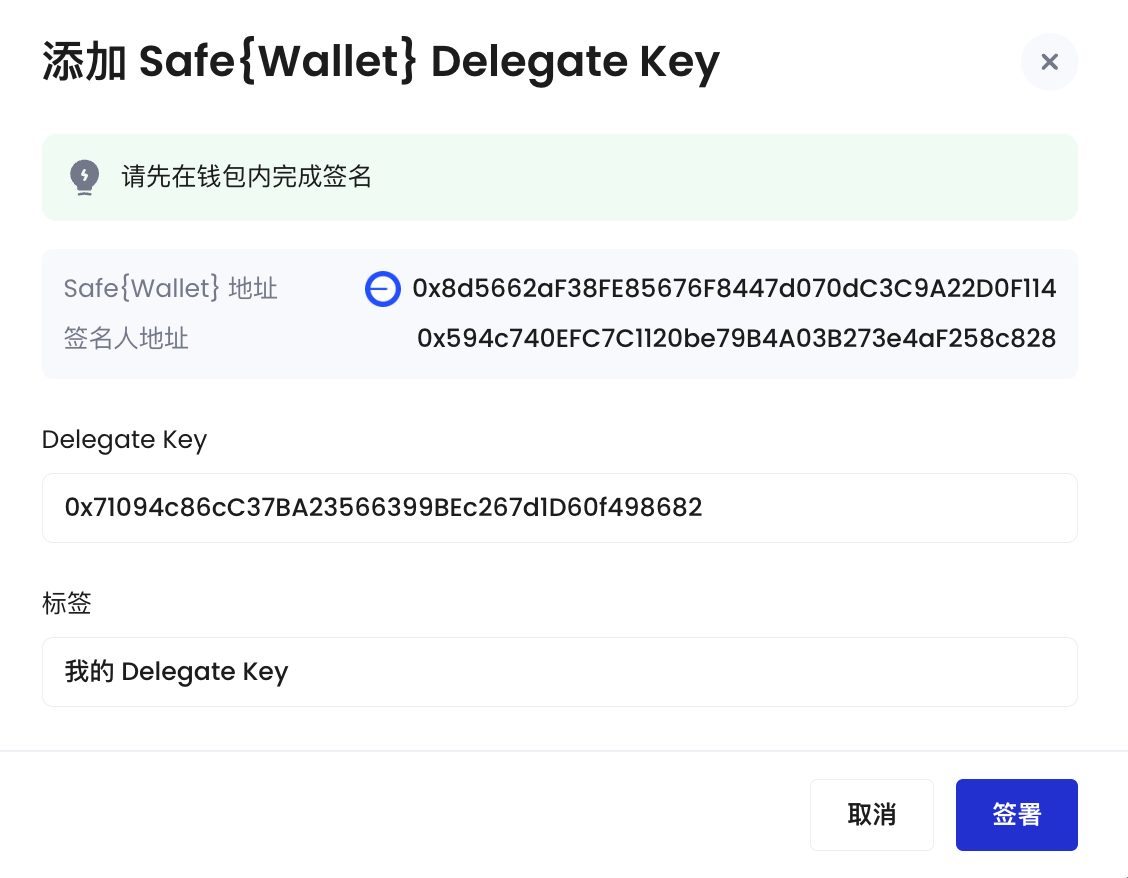 添加 Safe{Wallet} Delegate Key
请先在钱包内完成签名
Safe{Wallet} 地址 0x8d5662aF38FE85676F8447d070dC3C9A22D0F114
签名人地址 0x594c740EFC7C1120be79B4A03B273e4aF258c828
Delegate Key
0x71094c86cC37BA23566399BEc267d1D60f498682
标签
我的 Delegate Key
取消 签署